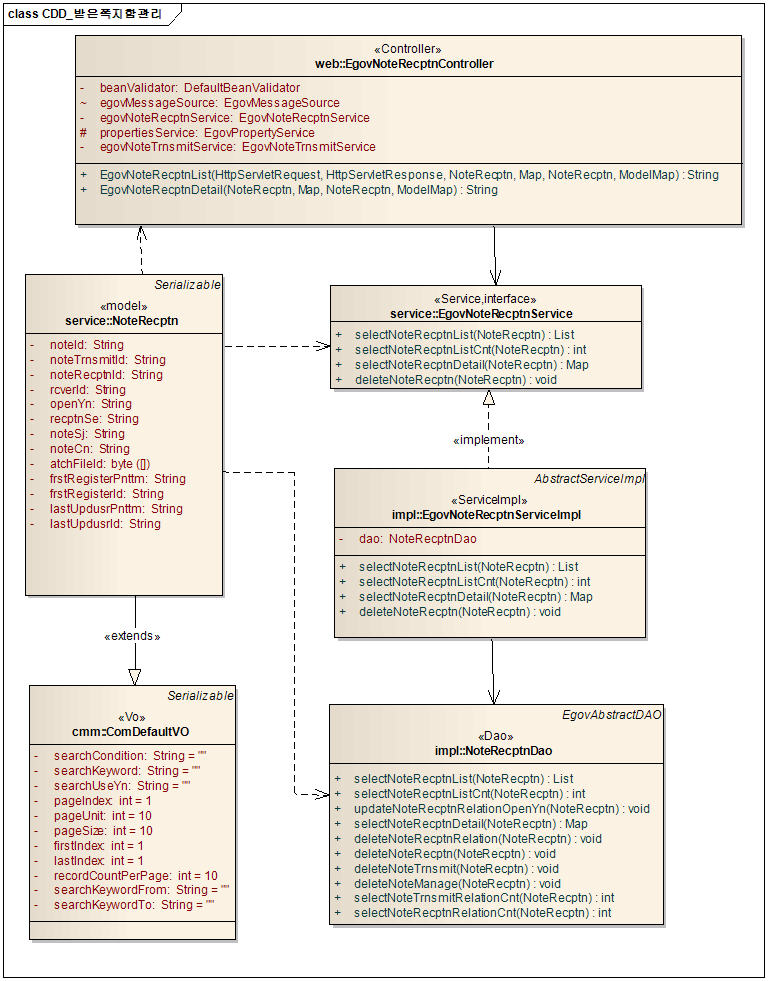 class CDD_받은쪽지함관리
«Controller»
web::EgovNoteRecptnController
- beanValidator: DefaultBeanValidator
~ egovMessageSource: EgovMessageSource
- egovNoteRecptnService: EgovNoteRecptnService
# propertiesService: EgovPropertyService
- egovNoteTrnsmitService: EgovNoteTrnsmitService
+ EgovNoteRecptnList(HttpServletRequest, HttpServletResponse, NoteRecptn, Map, NoteRecptn, ModelMap) : String
+ EgovNoteRecptnDetail(NoteRecptn, Map, NoteRecptn, ModelMap) : String
Serializable
«model»
service::NoteRecptn
- noteId: String
- noteTrnsmitId: String
- noteRecptnId: String
- rcverId: String
- openYn: String
- recptnSe: String
- noteSj: String
- noteCn: String
- atchFileId: byte ([])
- frstRegisterPnttm: String
- frstRegisterId: String
- lastUpdusrPnttm: String
- lastUpdusrId: String
«Service,interface»
service::EgovNoteRecptnService
+ selectNoteRecptnList(NoteRecptn) : List
+ selectNoteRecptnListCnt(NoteRecptn) : int
+ selectNoteRecptnDetail(NoteRecptn) : Map
+ deleteNoteRecptn(NoteRecptn) : void
«implement»
AbstractServiceImpl
«ServiceImpl»
impl::EgovNoteRecptnServiceImpl
- dao: NoteRecptnDao
+ selectNoteRecptnList(NoteRecptn) : List
+ selectNoteRecptnListCnt(NoteRecptn) : int
+ selectNoteRecptnDetail(NoteRecptn) : Map
+ deleteNoteRecptn(NoteRecptn) : void
«extends»
Serializable
«Vo»
cmm::ComDefaultVO
- searchCondition: String = ""
- searchKeyword: String = ""
- searchUseYn: String = ""
- pageIndex: int = 1
- pageUnit: int = 10
- pageSize: int = 10
- firstIndex: int = 1
- lastIndex: int = 1
- recordCountPerPage: int = 10
- searchKeywordFrom: String = ""
- searchKeywordTo: String = ""
EgovAbstractDAO
«Dao»
impl::NoteRecptnDao
+ selectNoteRecptnList(NoteRecptn) : List
+ selectNoteRecptnListCnt(NoteRecptn) : int
+ updateNoteRecptnRelationOpenYn(NoteRecptn) : void
+ selectNoteRecptnDetail(NoteRecptn) : Map
+ deleteNoteRecptnRelation(NoteRecptn) : void
+ deleteNoteRecptn(NoteRecptn) : void
+ deleteNoteTrnsmit(NoteRecptn) : void
+ deleteNoteManage(NoteRecptn) : void
+ selectNoteTrnsmitRelationCnt(NoteRecptn) : int
+ selectNoteRecptnRelationCnt(NoteRecptn) : int